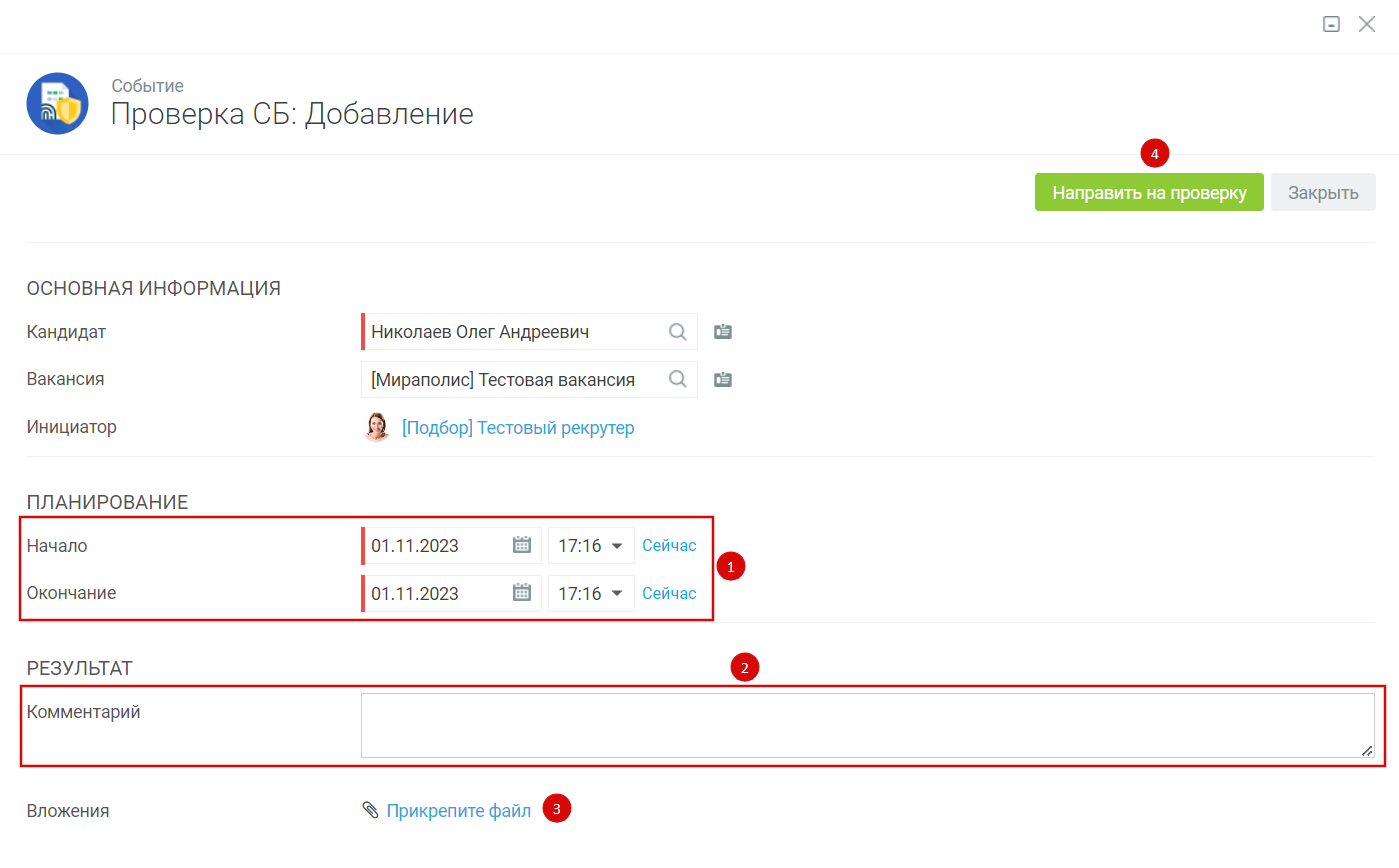 Событие
Проверка СБ: Добавление
4
Направить на проверку Закрыть
ОСНОВНАЯ ИНФОРМАЦИЯ
Кандидат Николаев Олег Андреевич
Вакансия [Мираполис] Тестовая вакансия
Инициатор [Подбор] Тестовый рекрутер
ПЛАНИРОВАНИЕ
Начало 01.11.2023 17:16 Сейчас
1
Окончание 01.11.2023 17:16 Сейчас
РЕЗУЛЬТАТ 2
Комментарий
Вложения Прикрепите файл 3